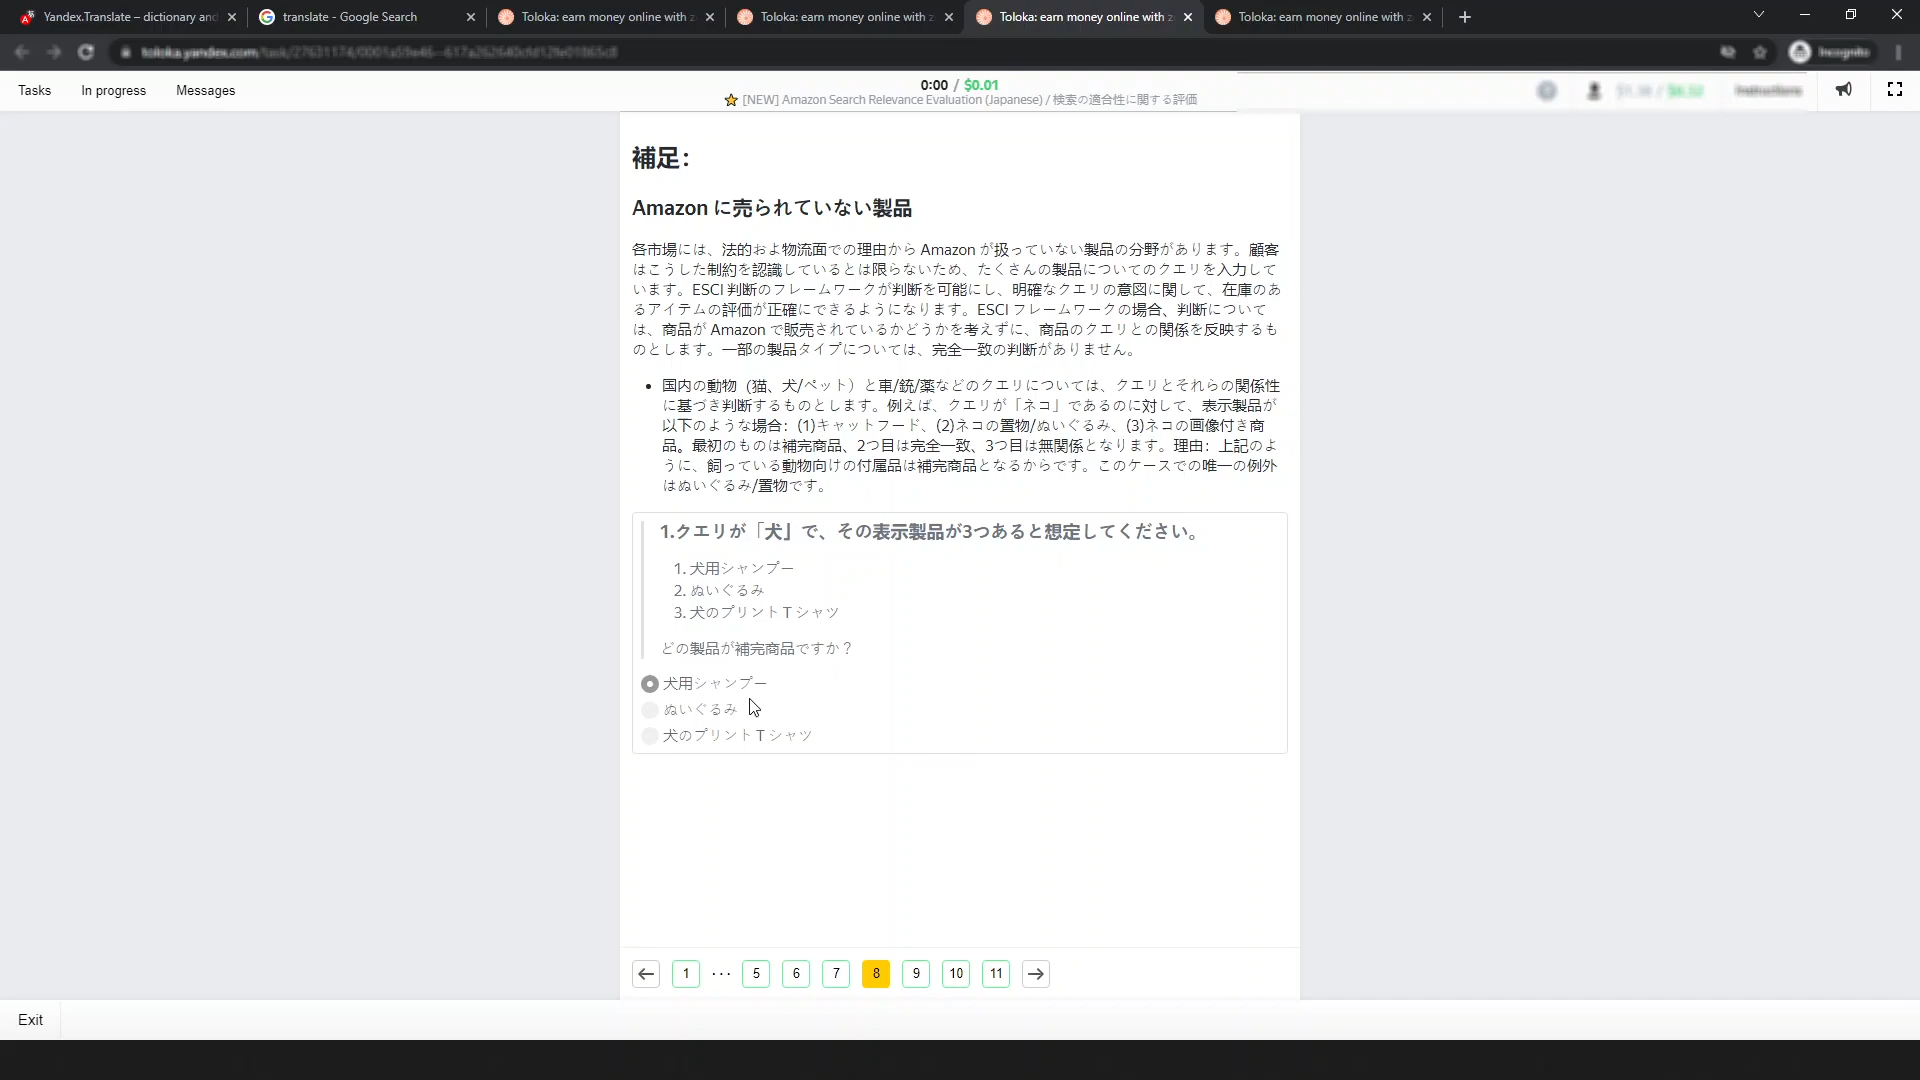 Yandex.Translate – dictionary and
translate - Google Search
Toloka: earn money online with
Toloka: earn money online with
Toloka: earn money online with
Toloka: earn money online with
toloka.yandex.com
Incognito
Tasks
In progress
Messages
0:00 / $0.01
[NEW] Amazon Search Relevance Evaluation (Japanese) / 検索の適合性に関する評価
Instructions
補足：
Amazon に売られていない製品
各市場には、法的およ物流面での理由から Amazon が扱っていない製品の分野があります。顧客
はこうした制約を認識しているとは限らないため、たくさんの製品についてのクエリを入力して
います。ESCI 判断のフレームワークが判断を可能にし、明確なクエリの意図に関して、在庫のあ
るアイテムの評価が正確にできるようになります。ESCI フレームワークの場合、判断について
は、商品が Amazon で販売されているかどうかを考えずに、商品のクエリとの関係を反映するも
のとします。一部の製品タイプについては、完全一致の判断がありません。
• 国内の動物（猫、犬/ペット）と車/銃/薬などのクエリについては、クエリとそれらの関係性
に基づき判断するものとします。例えば、クエリが「ネコ」であるのに対して、表示製品が
以下のような場合：(1)キャットフード、(2)ネコの置物/ぬいぐるみ、(3)ネコの画像付き商
品。最初のものは補完商品、2つ目は完全一致、3つ目は無関係となります。理由：上記のよ
うに、飼っている動物向けの付属品は補完商品となるからです。このケースでの唯一の例外
はぬいぐるみ/置物です。
1.クエリが「犬」で、その表示製品が3つあると想定してください。
1. 犬用シャンプー
2. ぬいぐるみ
3. 犬のプリントTシャツ
どの製品が補完商品ですか？
犬用シャンプー
ぬいぐるみ
犬のプリントTシャツ
1 ··· 5 6 7 8 9 10 11
Exit